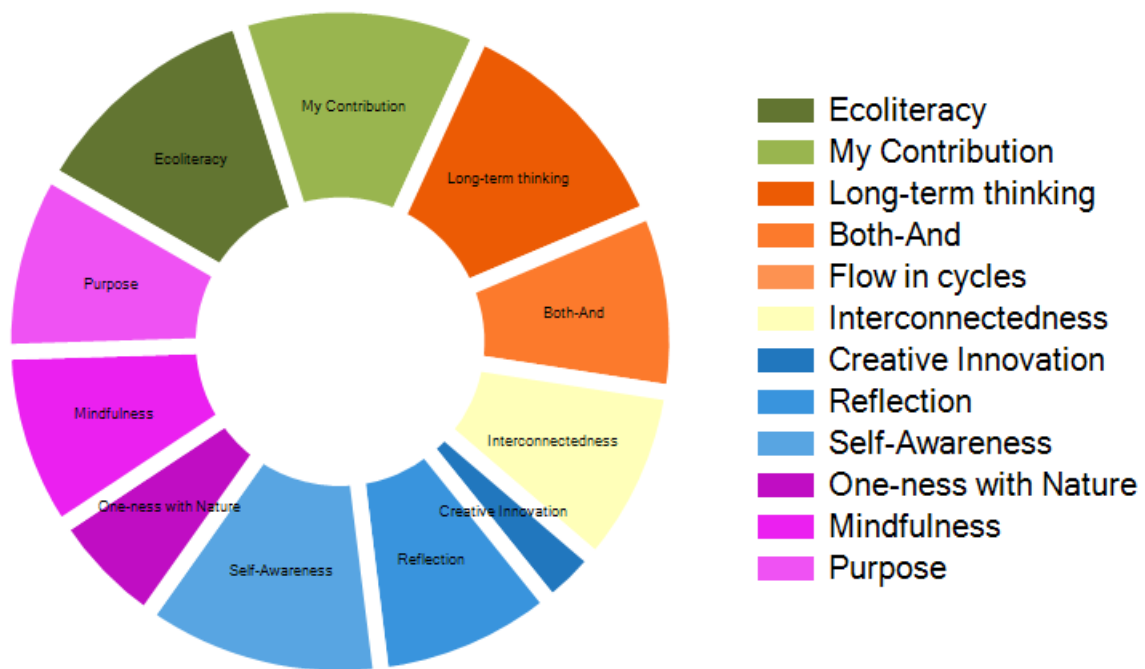 My Contribution
Ecoliteracy
Long-term thinking
Purpose
Both-And
Mindfulness
Interconnectedness
One-ness with Nature
Creative Innovation
Reflection
Self-Awareness
Ecoliteracy
My Contribution
Long-term thinking
Both-And
Flow in cycles
Interconnectedness
Creative Innovation
Reflection
Self-Awareness
One-ness with Nature
Mindfulness
Purpose